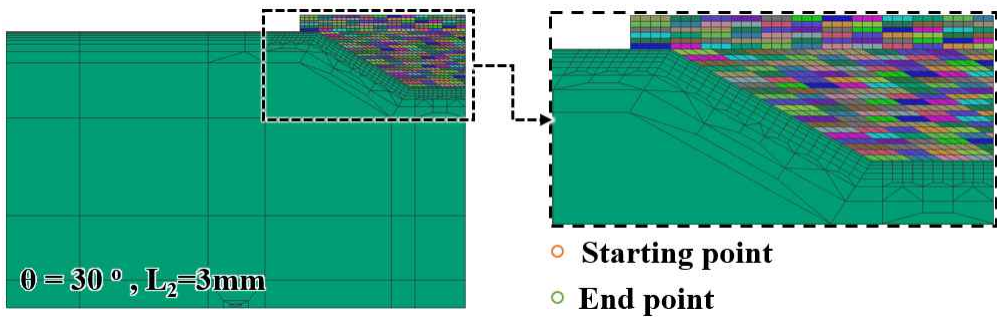 θ = 30 º , L₂=3mm
Starting point
End point